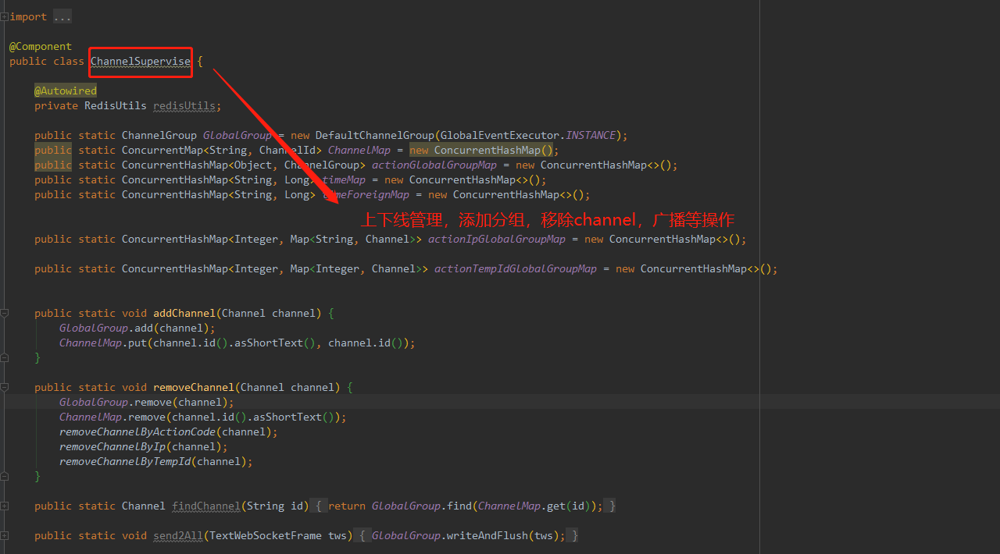 import ...
@Component
public class ChannelSupervise {
@Autowired
private RedisUtils redisUtils;
public static ChannelGroup GlobalGroup = new DefaultChannelGroup(GlobalEventExecutor.INSTANCE);
public static ConcurrentMap<String, ChannelId> ChannelMap = new ConcurrentHashMap();
public static ConcurrentHashMap<Object, ChannelGroup> actionGlobalGroupMap = new ConcurrentHashMap<>();
public static ConcurrentHashMap<String, Long> timeMap = new ConcurrentHashMap<>();
public static ConcurrentHashMap<String, Long> timeForeignMap = new ConcurrentHashMap<>();
上下线管理，添加分组，移除channel，广播等操作
public static ConcurrentHashMap<Integer, Map<String, Channel>> actionIpGlobalGroupMap = new ConcurrentHashMap<>();
public static ConcurrentHashMap<Integer, Map<Integer, Channel>> actionTempIdGlobalGroupMap = new ConcurrentHashMap<>();
public static void addChannel(Channel channel) {
GlobalGroup.add(channel);
ChannelMap.put(channel.id().asShortText(), channel.id());
}
public static void removeChannel(Channel channel) {
GlobalGroup.remove(channel);
ChannelMap.remove(channel.id().asShortText());
removeChannelByActionCode(channel);
removeChannelByIp(channel);
removeChannelByTempId(channel);
}
public static Channel findChannel(String id) { return GlobalGroup.find(ChannelMap.get(id)); }
public static void send2All(TextWebSocketFrame tws) { GlobalGroup.writeAndFlush(tws); }